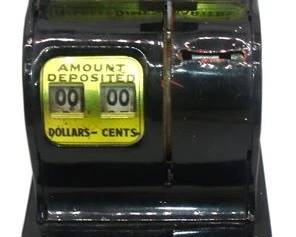 AMOUNT
DEPOSITED
00 00
DOLLARS-CENTS